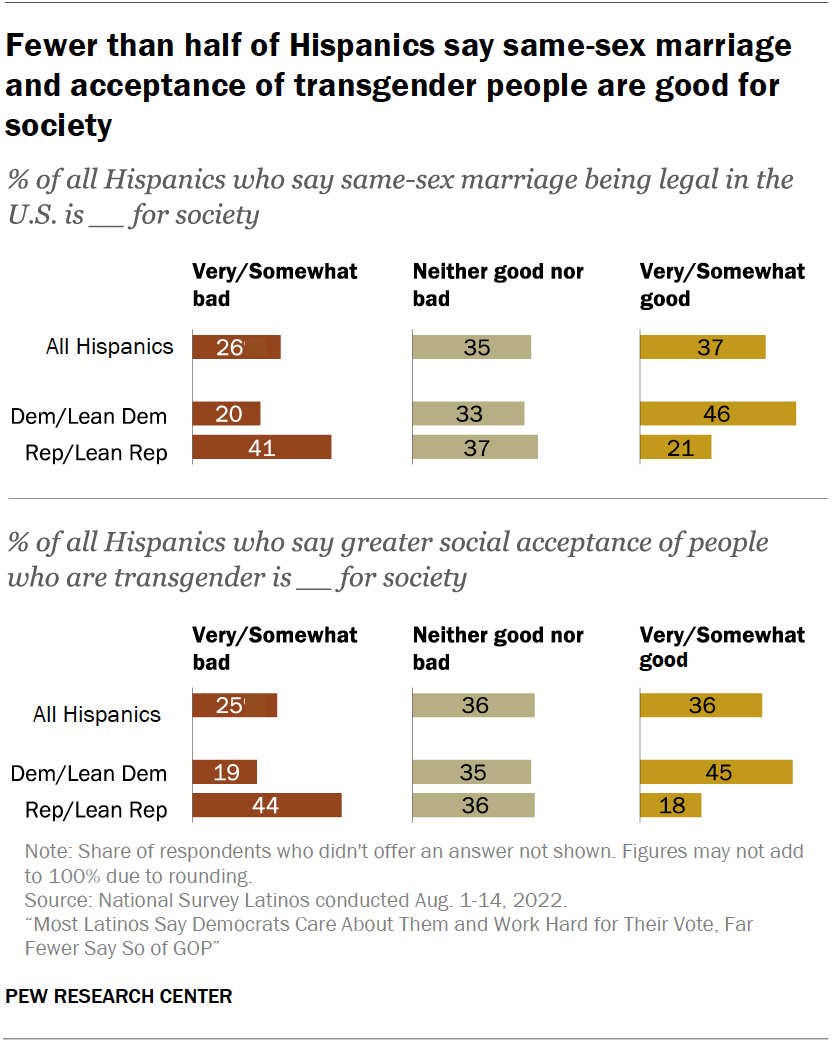 Fewer than half of Hispanics say same-sex marriage
and acceptance of transgender people are good for
society
% of all Hispanics who say same-sex marriage being legal in the
U.S. is __ for society
Very/Somewhat bad
Neither good nor bad
Very/Somewhat good
All Hispanics 26 35 37
Dem/Lean Dem 20 33 46
Rep/Lean Rep 41 37 21
% of all Hispanics who say greater social acceptance of people
who are transgender is __ for society
Very/Somewhat bad
Neither good nor bad
Very/Somewhat good
All Hispanics 25 36 36
Dem/Lean Dem 19 35 45
Rep/Lean Rep 44 36 18
Note: Share of respondents who didn't offer an answer not shown. Figures may not add
to 100% due to rounding.
Source: National Survey Latinos conducted Aug. 1-14, 2022.
“Most Latinos Say Democrats Care About Them and Work Hard for Their Vote, Far
Fewer Say So of GOP”
PEW RESEARCH CENTER